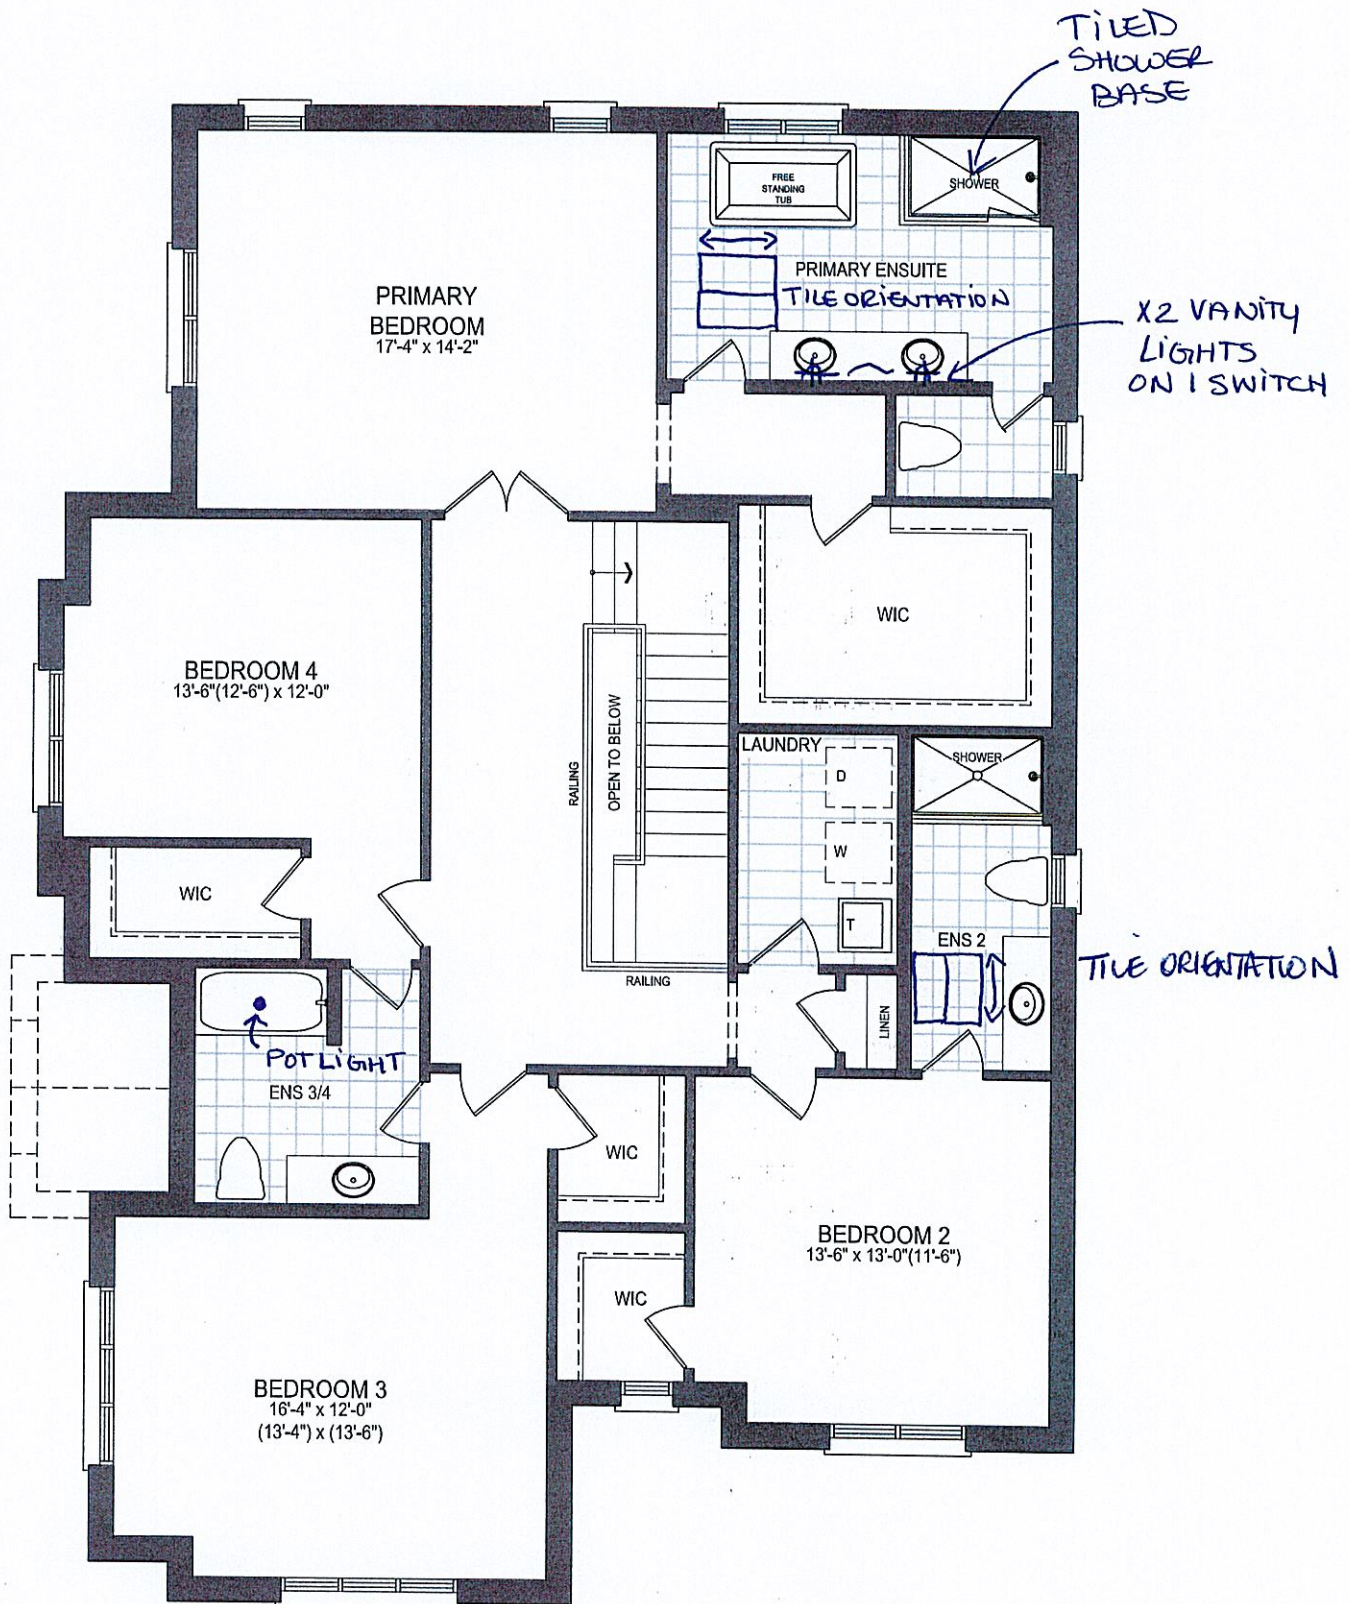 TILED
SHOWER
BASE
FREE
STANDING
TUB
SHOWER
PRIMARY ENSUITE
TILE ORIENTATION
X2 VANITY
LIGHTS
ON 1 SWITCH
PRIMARY
BEDROOM
17'-4" x 14'-2"
WIC
BEDROOM 4
13'-6"(12'-6") x 12'-0"
OPEN TO BELOW
RAILING
LAUNDRY
D
W
T
SHOWER
WIC
ENS 2
TILE ORIENTATION
RAILING
LINEN
POT LIGHT
ENS 3/4
WIC
BEDROOM 2
13'-6" x 13'-0"(11'-6")
WIC
BEDROOM 3
16'-4" x 12'-0"
(13'-4") x (13'-6")